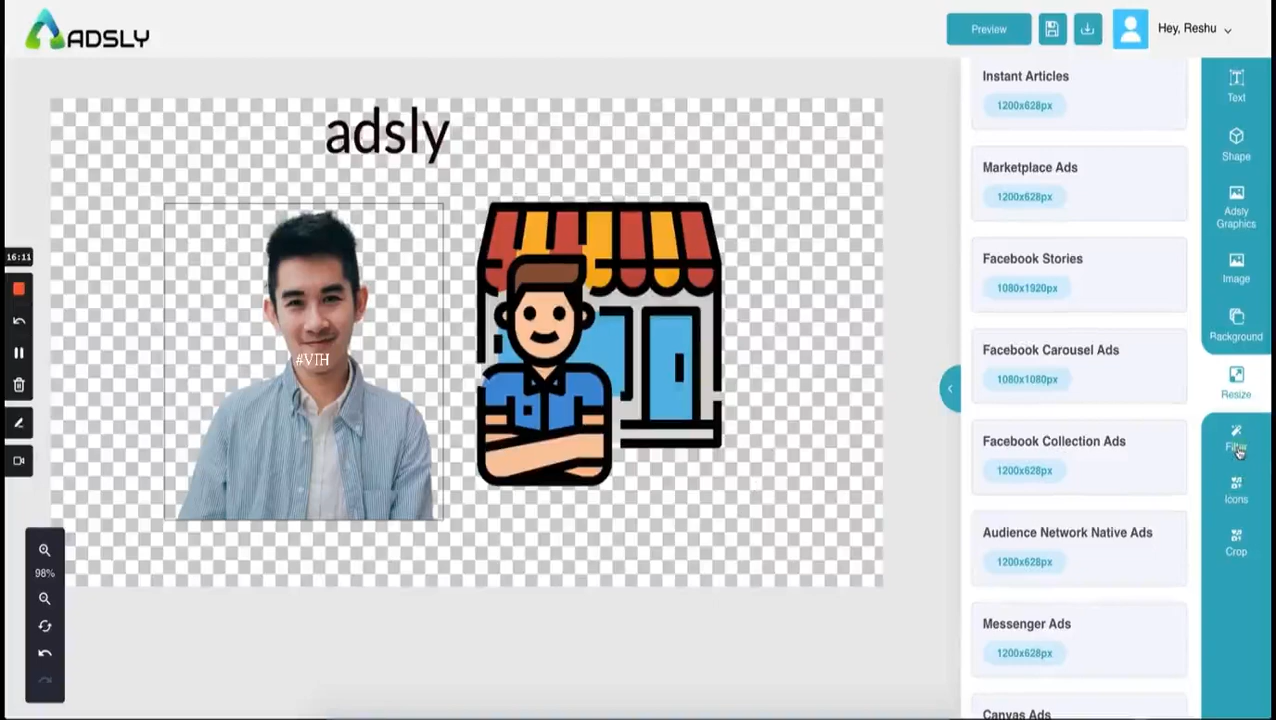 ADSLY
Preview
Hey, Reshu
adsly
#VIH
16:11
98%
Instant Articles
1200x628px
Marketplace Ads
1200x628px
Facebook Stories
1080x1920px
Facebook Carousel Ads
1080x1080px
Facebook Collection Ads
1200x628px
Audience Network Native Ads
1200x628px
Messenger Ads
1200x628px
Canvas Ads
Text
Shape
Adsly
Graphics
Image
Background
Resize
Filter
Icons
Crop